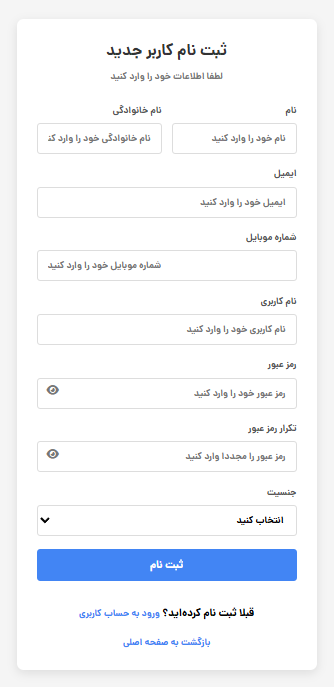 ثبت نام کاربر جدید
لطفا اطلاعات خود را وارد کنید
نام
نام خانوادگی
نام خود را وارد کنید
نام خانوادگی خود را وارد کن
ایمیل
ایمیل خود را وارد کنید
شماره موبایل
شماره موبایل خود را وارد کنید
نام کاربری
نام کاربری خود را وارد کنید
رمز عبور
رمز عبور خود را وارد کنید
تکرار رمز عبور
رمز عبور را مجددا وارد کنید
جنسیت
انتخاب کنید
ثبت نام
قبلا ثبت نام کرده‌اید؟ ورود به حساب کاربری
بازگشت به صفحه اصلی